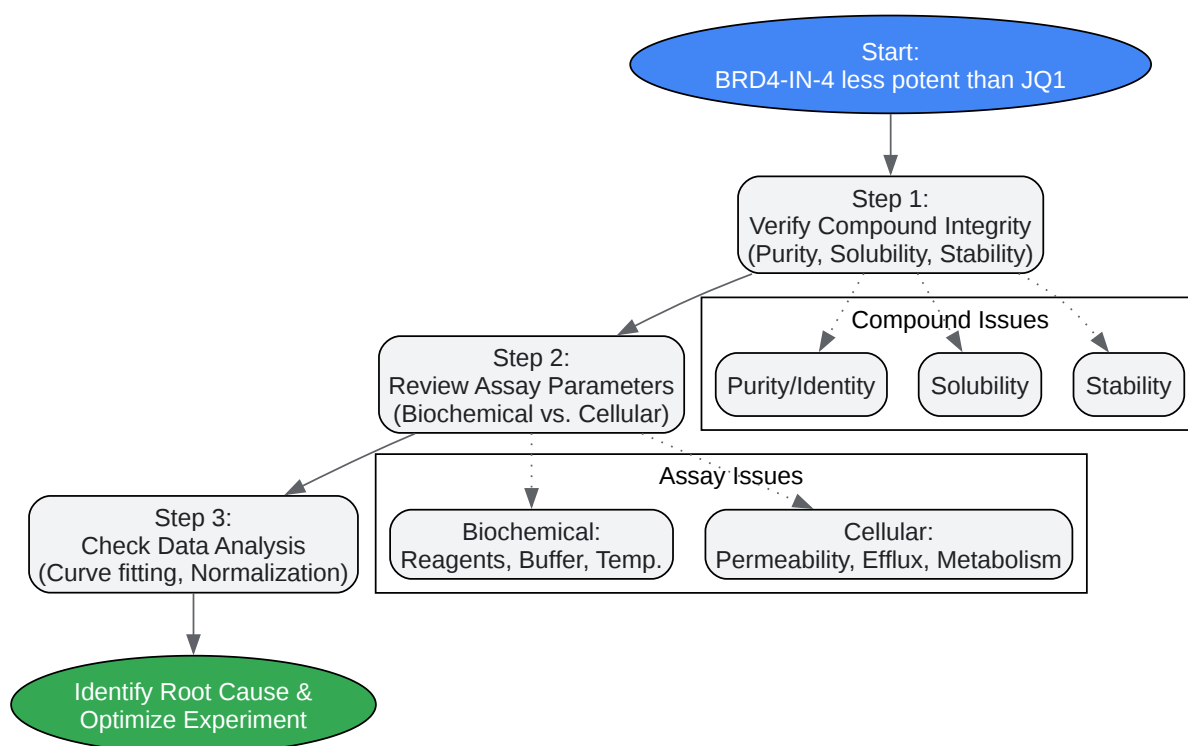 Start:
BRD4-IN-4 less potent than JQ1
Step 1:
Verify Compound Integrity
(Purity, Solubility, Stability)
Compound Issues
Purity/Identity
Solubility
Stability
Step 2:
Review Assay Parameters
(Biochemical vs. Cellular)
Assay Issues
Biochemical:
Reagents, Buffer, Temp.
Cellular:
Permeability, Efflux, Metabolism
Step 3:
Check Data Analysis
(Curve fitting, Normalization)
Identify Root Cause &
Optimize Experiment